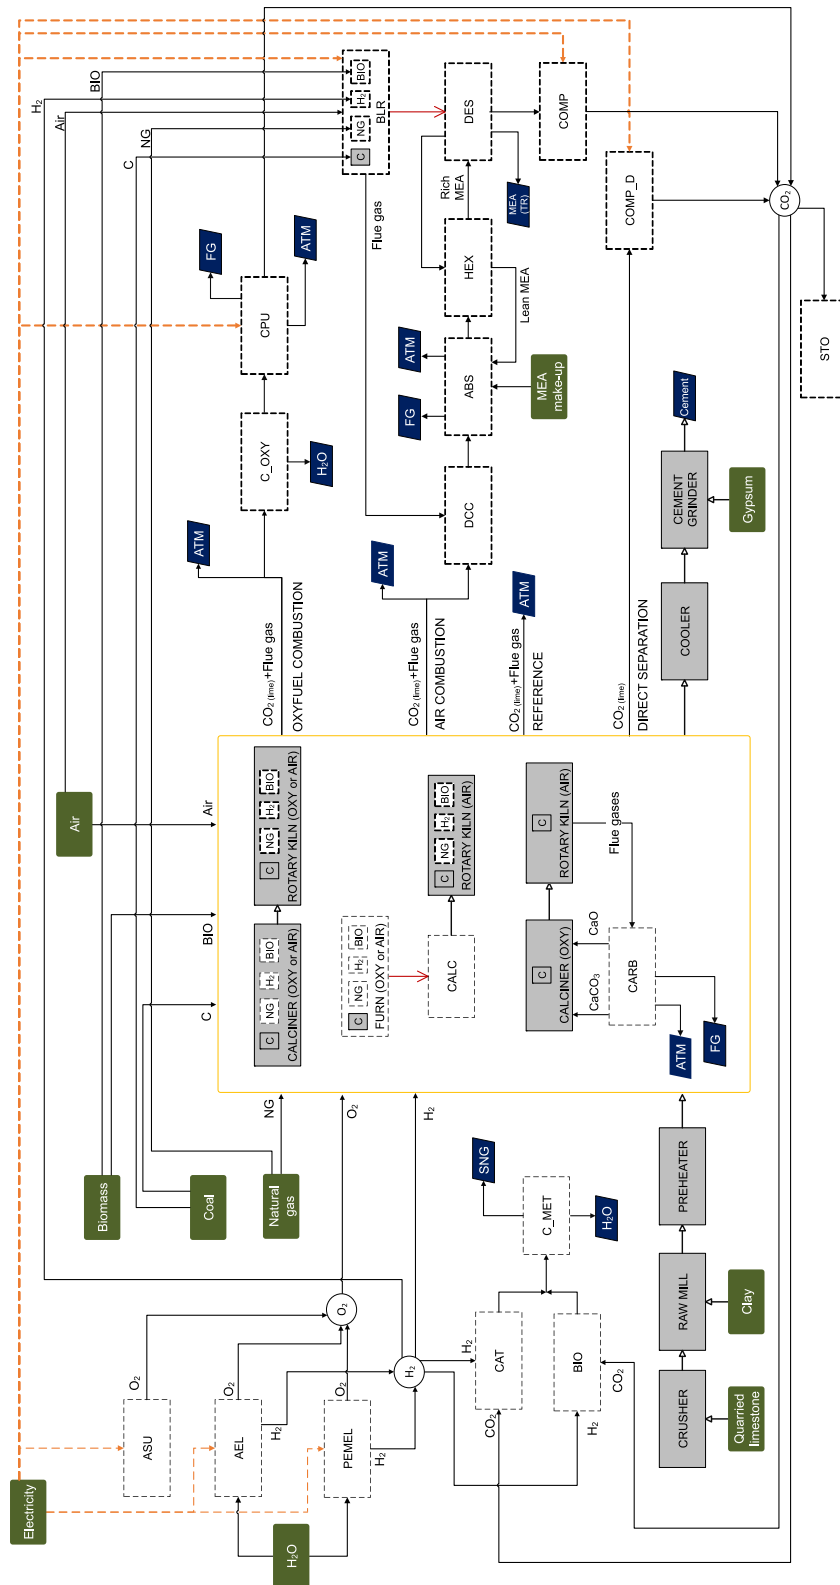 Electricity
H₂O
ASU
AEL
PEMEL
O₂
O₂
O₂
H₂
H₂
O₂
H₂
H₂
H₂
CO₂
CO₂
CAT
BIO
C_MET
SNG
H₂O
Biomass
Coal
Natural
gas
Air
H₂
BIO
Air
NG
C
NG
O₂
H₂
C
BIO
Air
Quarried
limestone
CRUSHER
RAW MILL
Clay
PREHEATER
C
NG
H₂
BIO
CALCINER (OXY or AIR)
C
NG
H₂
BIO
ROTARY KILN (OXY or AIR)
C
NG
H₂
BIO
FURN (OXY or AIR)
CALC
C
NG
H₂
BIO
ROTARY KILN (AIR)
C
CALCINER (OXY)
C
ROTARY KILN (AIR)
CaCO₃
CaO
Flue gases
CARB
ATM
FG
CO₂ (lime)+Flue gas
OXYFUEL COMBUSTION
ATM
C_OXY
H₂O
CPU
FG
ATM
CO₂ (lime)+Flue gas
AIR COMBUSTION
ATM
DCC
ABS
FG
ATM
MEA
make-up
HEX
Lean MEA
Rich
MEA
DES
MEA
(TR)
COMP
Flue gas
C
NG
H₂
BIO
BLR
CO₂ (lime)+Flue gas
REFERENCE
ATM
CO₂ (lime)
DIRECT SEPARATION
COMP_D
CO₂
STO
COOLER
CEMENT
GRINDER
Gypsum
Cement